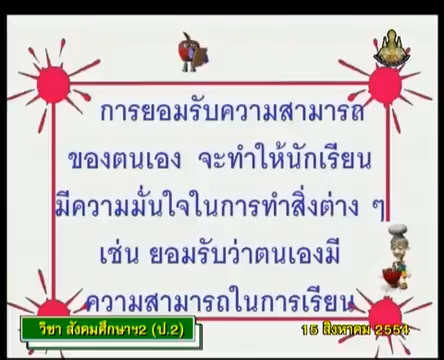 การยอมรับความสามารถ
ของตนเอง จะทำให้นักเรียน
มีความมั่นใจในการทำสิ่งต่าง ๆ
เช่น ยอมรับว่าตนเองมี
ความสามารถในการเรียน
วิชา สังคมศึกษาฯ2 (ป.2)
15 สิงหาคม 2554